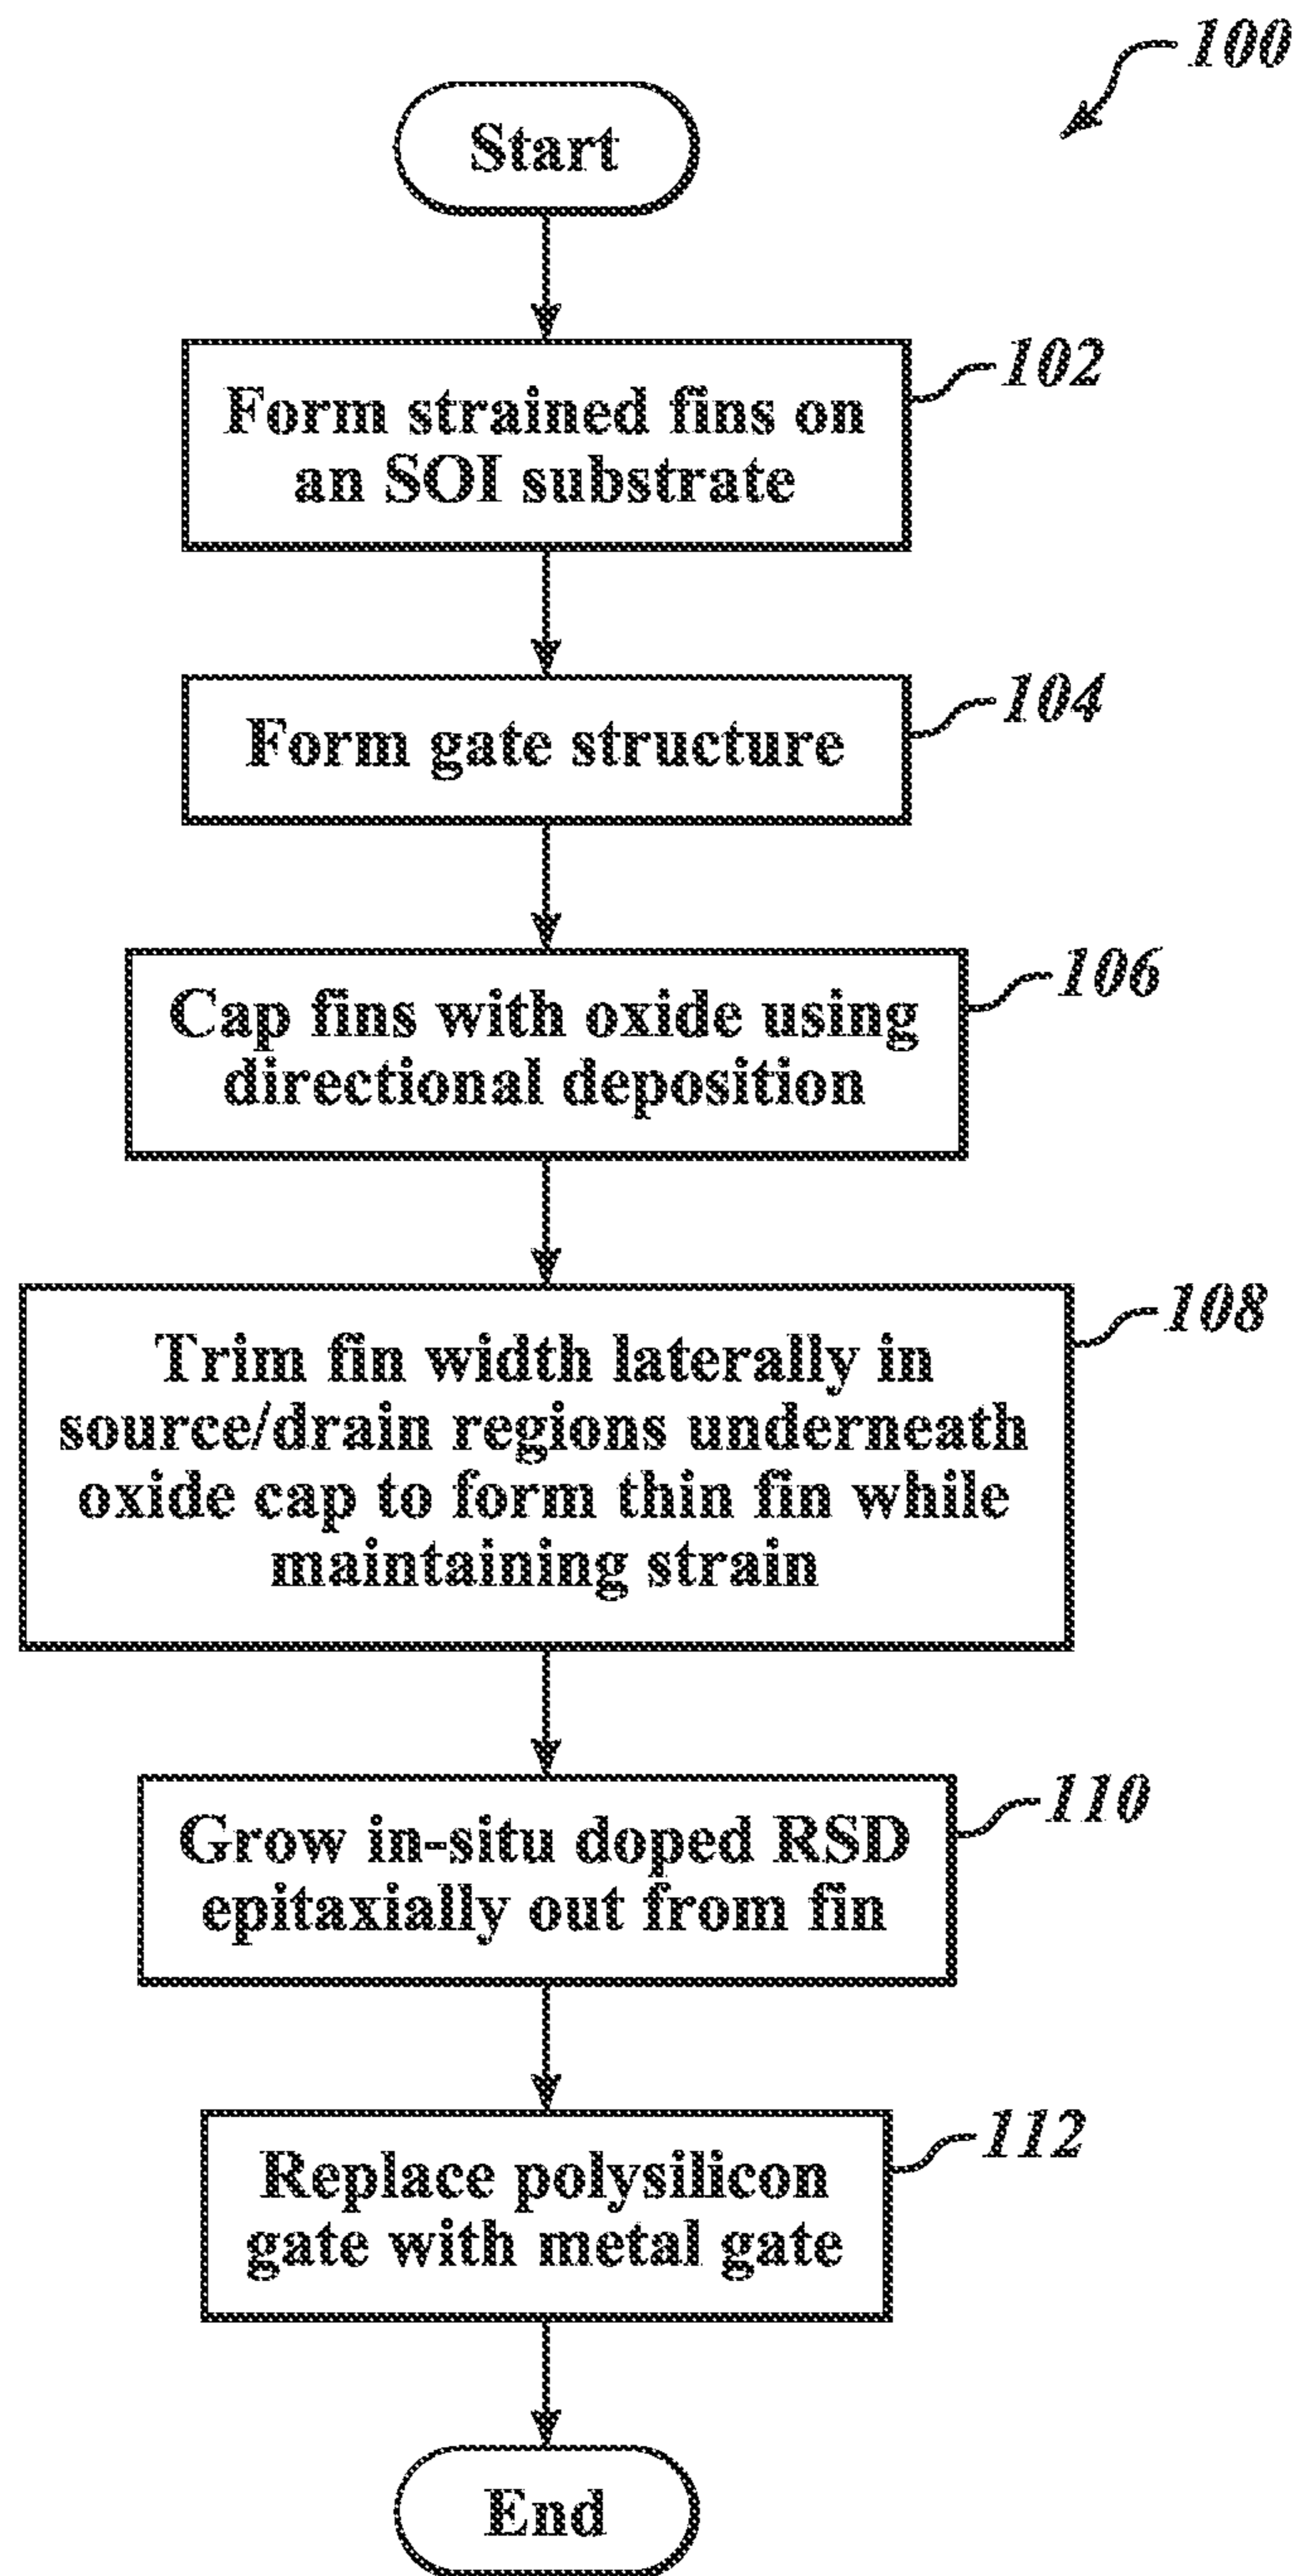 100
Start
102
Form strained fins on
an SOI substrate
104
Form gate structure
106
Cap fins with oxide using
directional deposition
108
Trim fin width laterally in
source/drain regions underneath
oxide cap to form thin fin while
maintaining strain
110
Grow in-situ doped RSD
epitaxially out from fin
112
Replace polysilicon
gate with metal gate
End